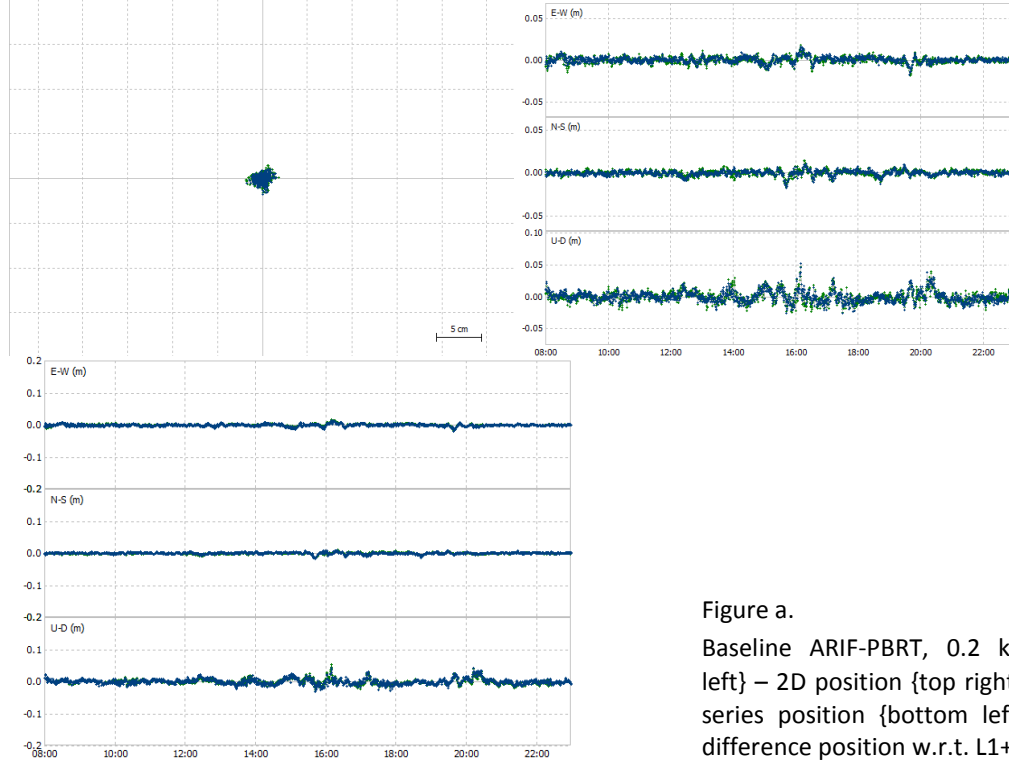 5 cm
E-W (m)
0.05
0.00
-0.05
N-S (m)
0.05
0.00
-0.05
U-D (m)
0.10
0.05
0.00
-0.05
08:00 10:00 12:00 14:00 16:00 18:00 20:00 22:00
E-W (m)
0.2
0.1
0.0
-0.1
-0.2
N-S (m)
0.1
0.0
-0.1
-0.2
U-D (m)
0.1
0.0
-0.1
-0.2
08:00 10:00 12:00 14:00 16:00 18:00 20:00 22:00
Figure a.
Baseline ARIF-PBRT, 0.2 k
left} – 2D position {top right
series position {bottom left
difference position w.r.t. L1+